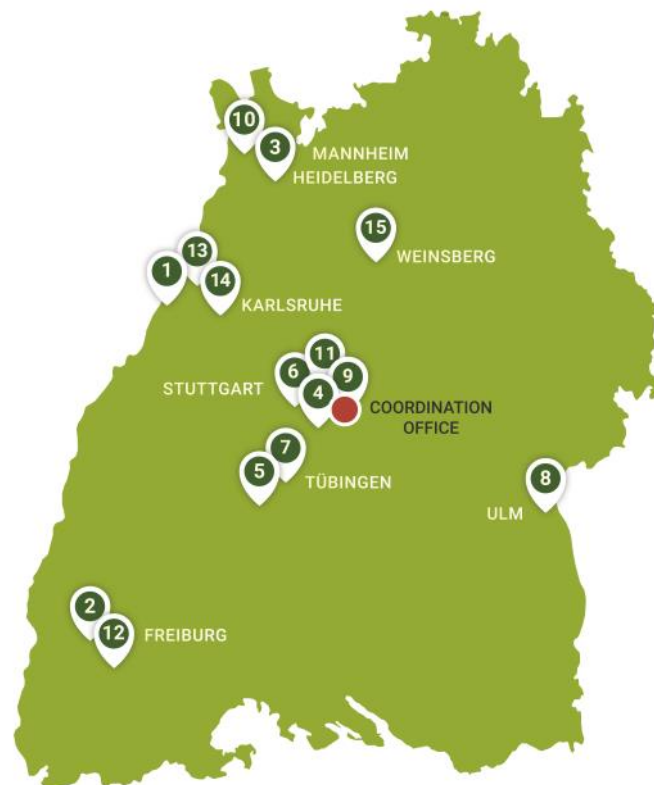 10
3
MANNHEIM
HEIDELBERG
15
WEINSBERG
13
1
14
KARLSRUHE
11
6
9
STUTTGART
4
COORDINATION
OFFICE
7
5
TÜBINGEN
8
ULM
2
12
FREIBURG